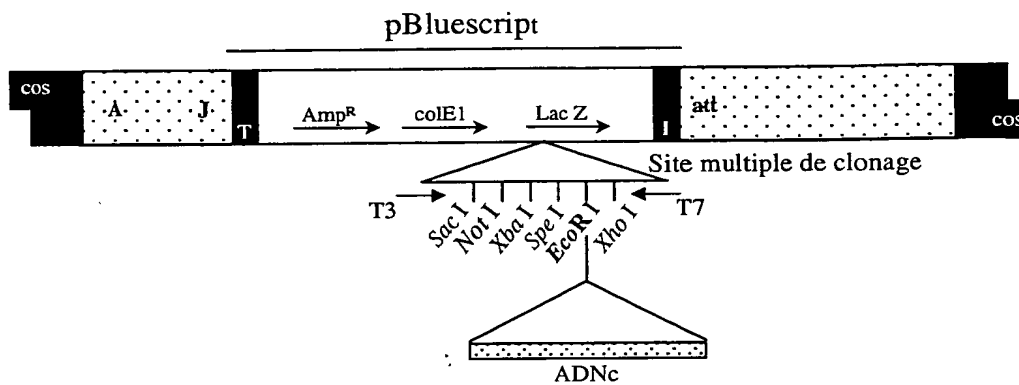 pBluescript
cos
A J T AmpR colE1 Lac Z I att
cos
Site multiple de clonage
T3 T7
Sac I
Not I
Xba I
Spe I
EcoR I
Xho I
ADNc